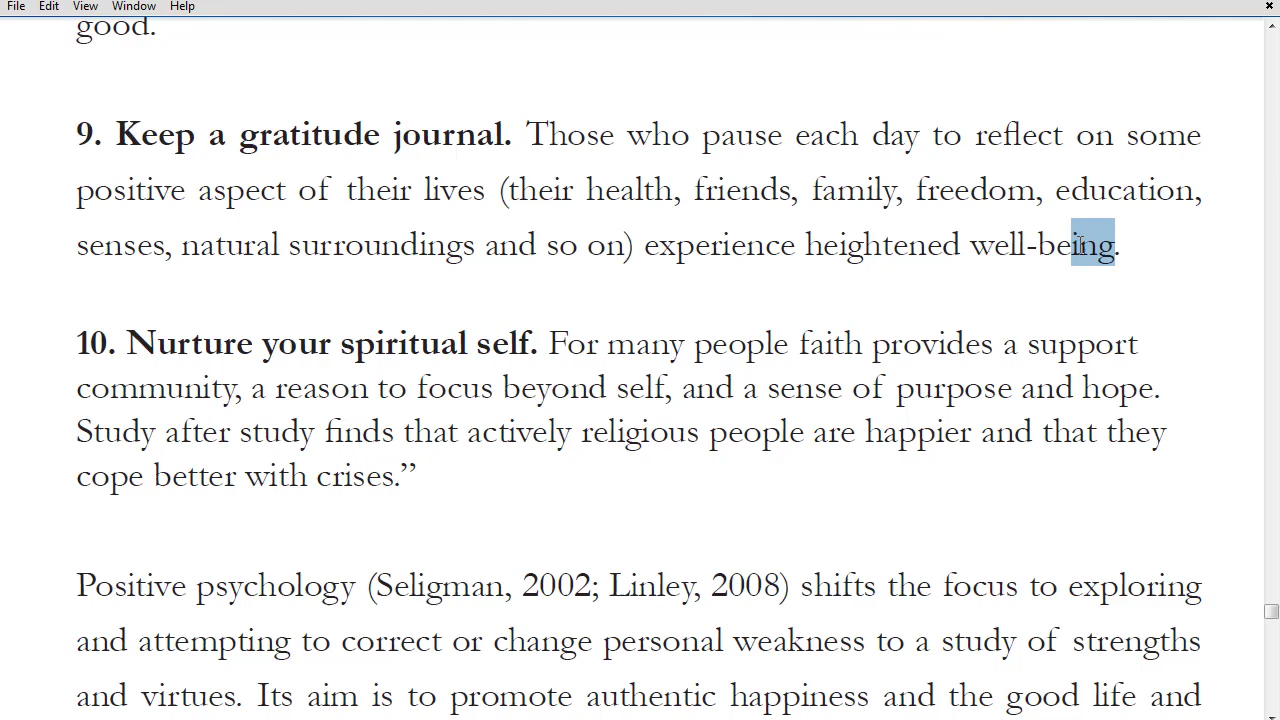 File Edit View Window Help
good.
9. Keep a gratitude journal. Those who pause each day to reflect on some
positive aspect of their lives (their health, friends, family, freedom, education,
senses, natural surroundings and so on) experience heightened well-being.
10. Nurture your spiritual self. For many people faith provides a support
community, a reason to focus beyond self, and a sense of purpose and hope.
Study after study finds that actively religious people are happier and that they
cope better with crises.”
Positive psychology (Seligman, 2002; Linley, 2008) shifts the focus to exploring
and attempting to correct or change personal weakness to a study of strengths
and virtues. Its aim is to promote authentic happiness and the good life and